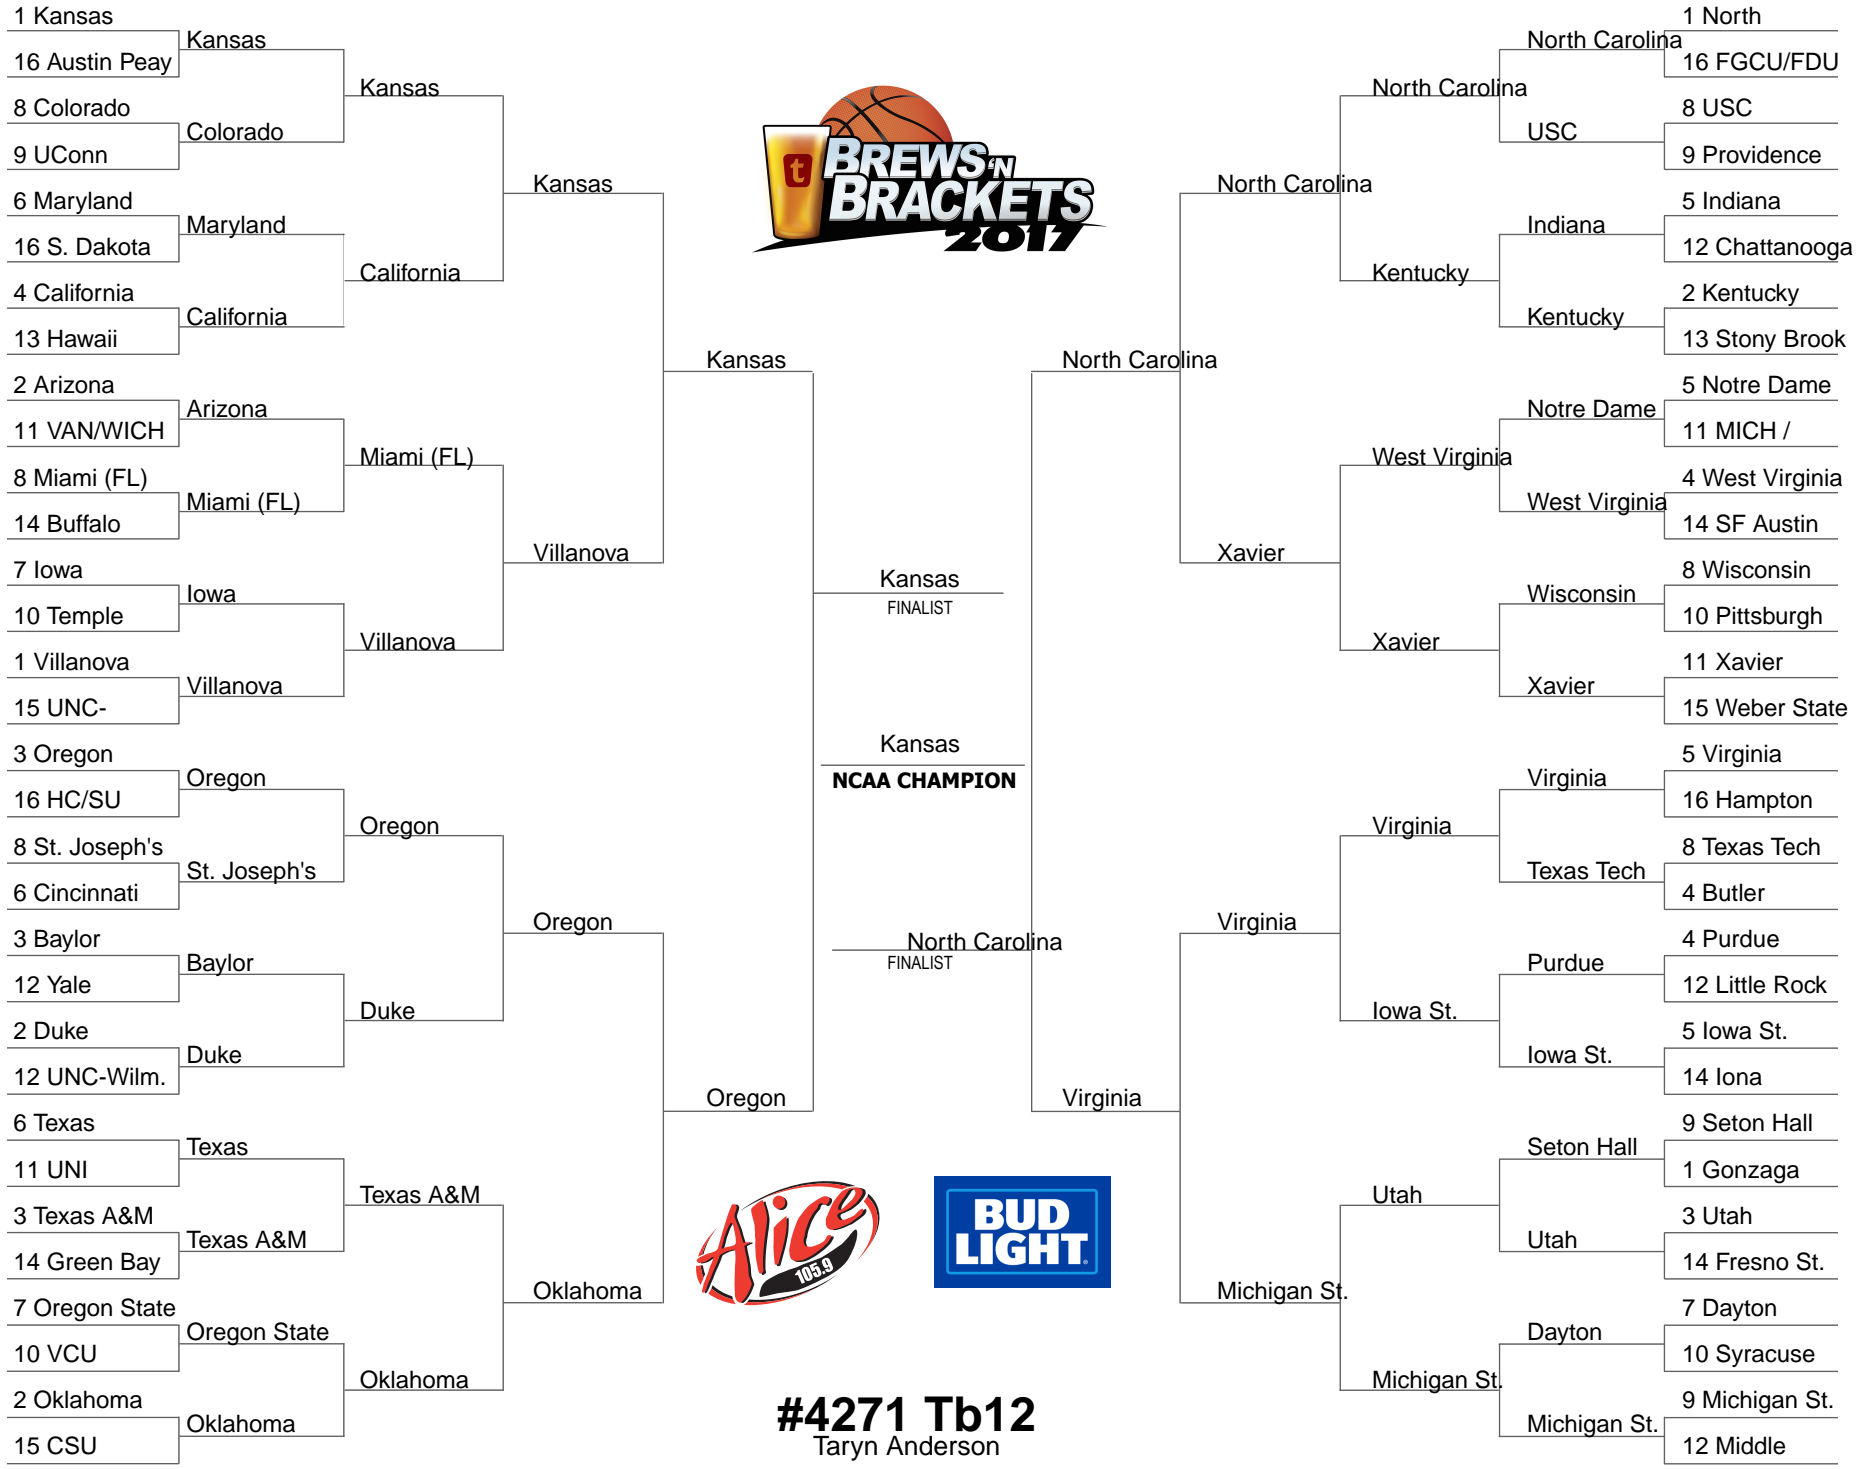 1 Kansas
16 Austin Peay
8 Colorado
9 UConn
6 Maryland
16 S. Dakota
4 California
13 Hawaii
2 Arizona
11 VAN/WICH
8 Miami (FL)
14 Buffalo
7 Iowa
10 Temple
1 Villanova
15 UNC-
3 Oregon
16 HC/SU
8 St. Joseph's
6 Cincinnati
3 Baylor
12 Yale
2 Duke
12 UNC-Wilm.
6 Texas
11 UNI
3 Texas A&M
14 Green Bay
7 Oregon State
10 VCU
2 Oklahoma
15 CSU
Kansas
Colorado
Maryland
California
Arizona
Miami (FL)
Iowa
Villanova
Oregon
St. Joseph's
Baylor
Duke
Texas
Texas A&M
Oregon State
Oklahoma
Kansas
California
Miami (FL)
Villanova
Oregon
Duke
Texas A&M
Oklahoma
Kansas
Villanova
Oregon
Oklahoma
Kansas
Oregon
t
BREWS 'N
BRACKETS
2017
Kansas
FINALIST
Kansas
NCAA CHAMPION
North Carolina
FINALIST
Alice
105.9
BUD
LIGHT
#4271 Tb12
Taryn Anderson
North Carolina
Virginia
North Carolina
Xavier
Virginia
Michigan St.
North Carolina
Kentucky
West Virginia
Xavier
Virginia
Iowa St.
Utah
Michigan St.
North Carolina
USC
Indiana
Kentucky
Notre Dame
West Virginia
Wisconsin
Xavier
Virginia
Texas Tech
Purdue
Iowa St.
Seton Hall
Utah
Dayton
Michigan St.
1 North
16 FGCU/FDU
8 USC
9 Providence
5 Indiana
12 Chattanooga
2 Kentucky
13 Stony Brook
5 Notre Dame
11 MICH /
4 West Virginia
14 SF Austin
8 Wisconsin
10 Pittsburgh
11 Xavier
15 Weber State
5 Virginia
16 Hampton
8 Texas Tech
4 Butler
4 Purdue
12 Little Rock
5 Iowa St.
14 Iona
9 Seton Hall
1 Gonzaga
3 Utah
14 Fresno St.
7 Dayton
10 Syracuse
9 Michigan St.
12 Middle